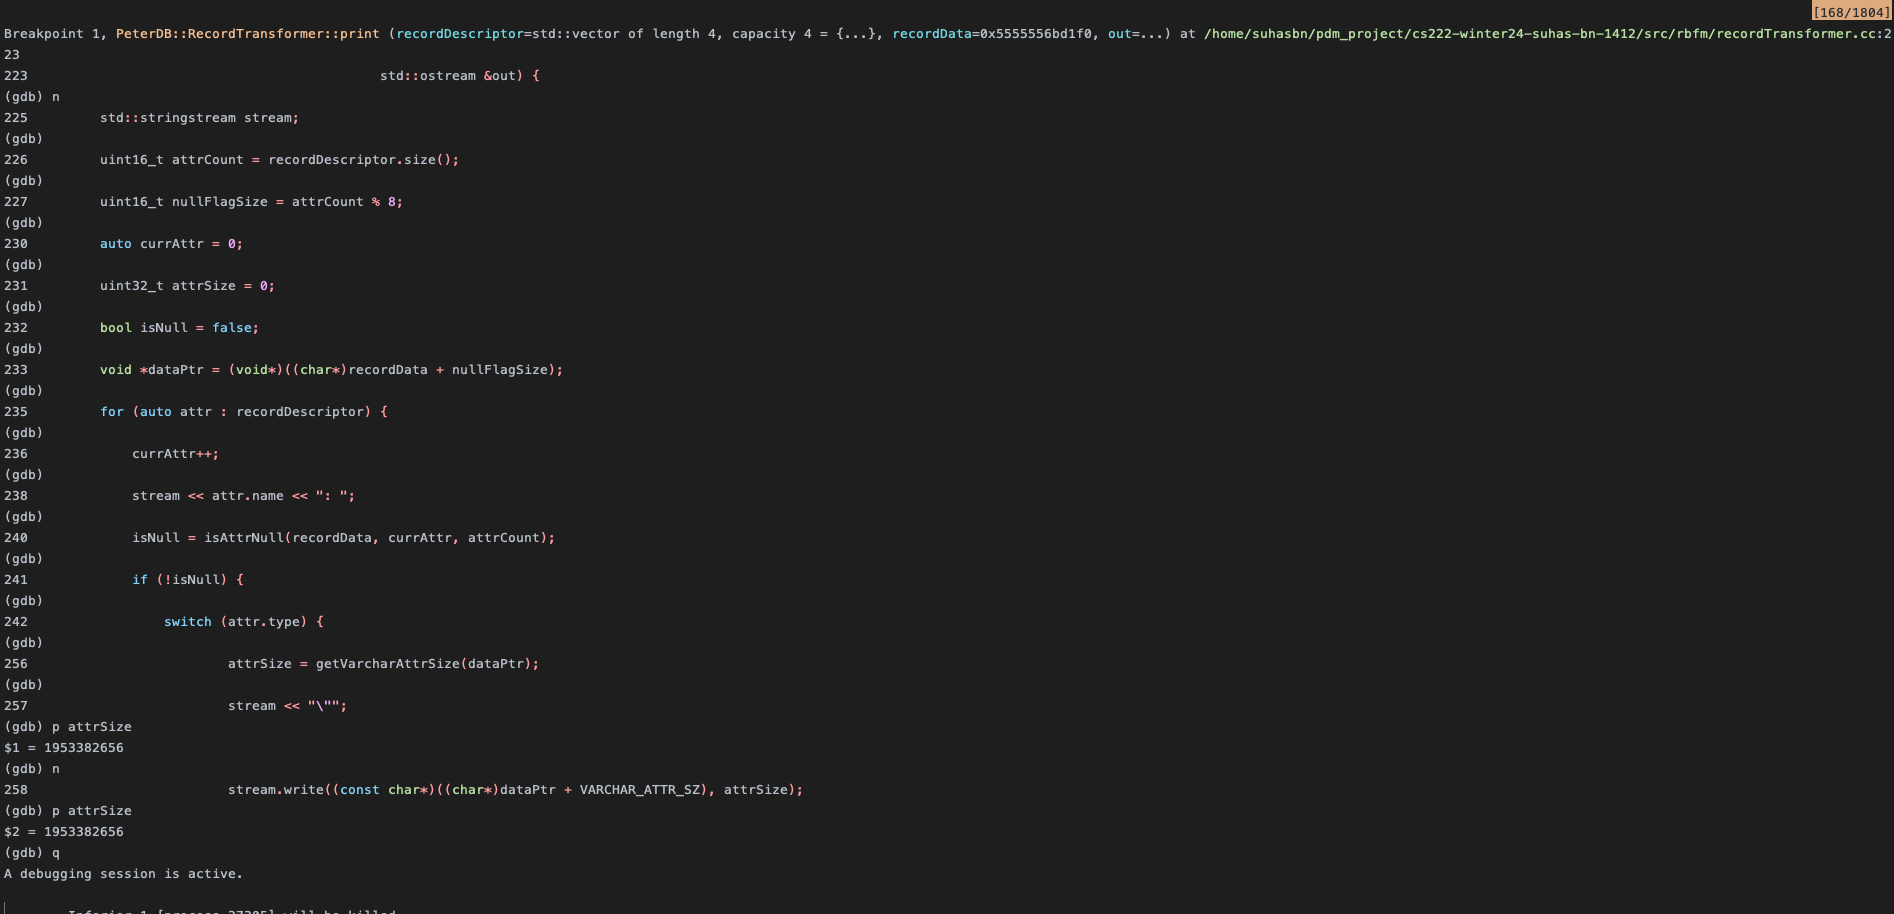 [168/1804]
Breakpoint 1, PeterDB::RecordTransformer::print (recordDescriptor=std::vector of length 4, capacity 4 = {...}, recordData=0x5555556bd1f0, out=...) at /home/suhasbn/pdm_project/cs222-winter24-suhas-bn-1412/src/rbfm/recordTransformer.cc:2
23
223                                            std::ostream &out) {
(gdb) n
225         std::stringstream stream;
(gdb)
226         uint16_t attrCount = recordDescriptor.size();
(gdb)
227         uint16_t nullFlagSize = attrCount % 8;
(gdb)
230         auto currAttr = 0;
(gdb)
231         uint32_t attrSize = 0;
(gdb)
232         bool isNull = false;
(gdb)
233         void *dataPtr = (void*)((char*)recordData + nullFlagSize);
(gdb)
235         for (auto attr : recordDescriptor) {
(gdb)
236             currAttr++;
(gdb)
238             stream << attr.name << ": ";
(gdb)
240             isNull = isAttrNull(recordData, currAttr, attrCount);
(gdb)
241             if (!isNull) {
(gdb)
242                 switch (attr.type) {
(gdb)
256                         attrSize = getVarcharAttrSize(dataPtr);
(gdb)
257                         stream << "\"";
(gdb) p attrSize
$1 = 1953382656
(gdb) n
258                         stream.write((const char*)((char*)dataPtr + VARCHAR_ATTR_SZ), attrSize);
(gdb) p attrSize
$2 = 1953382656
(gdb) q
A debugging session is active.
Inferior 1 [process 37305] will be killed